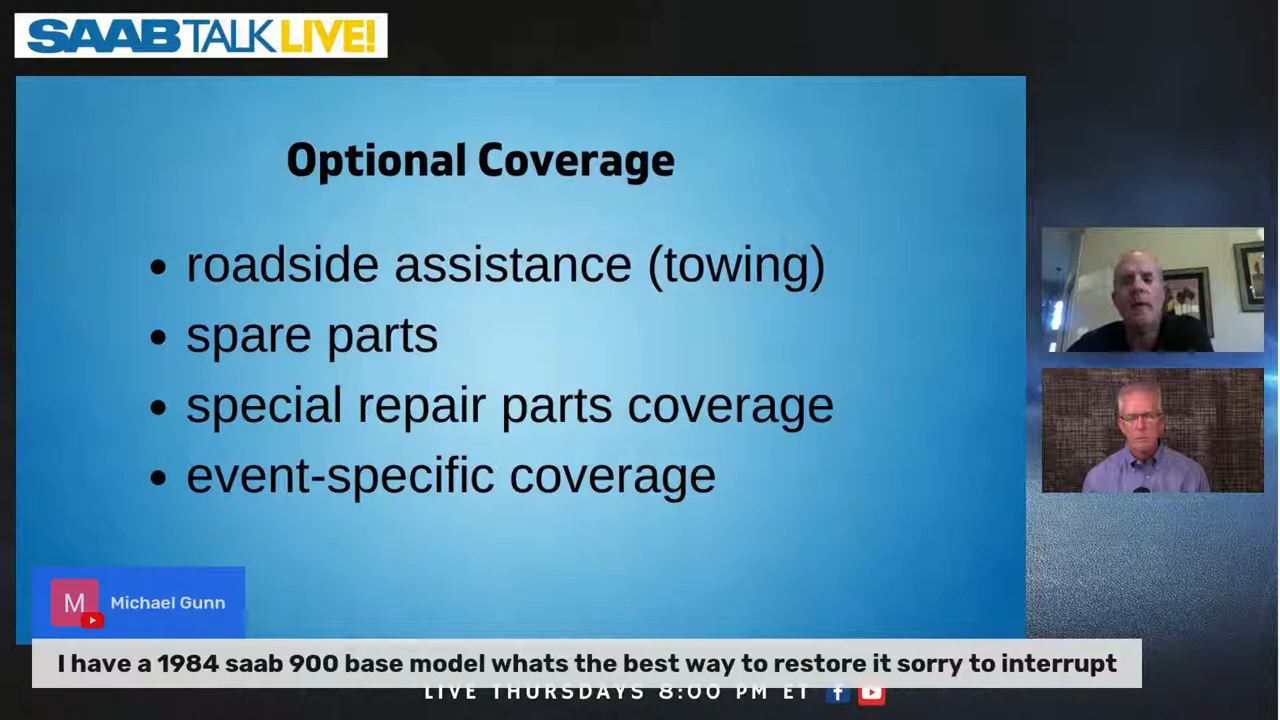 SAAB TALK LIVE!
Optional Coverage
• roadside assistance (towing)
• spare parts
• special repair parts coverage
• event-specific coverage
M Michael Gunn
I have a 1984 saab 900 base model whats the best way to restore it sorry to interrupt
LIVE THURSDAYS 8:00 PM ET f